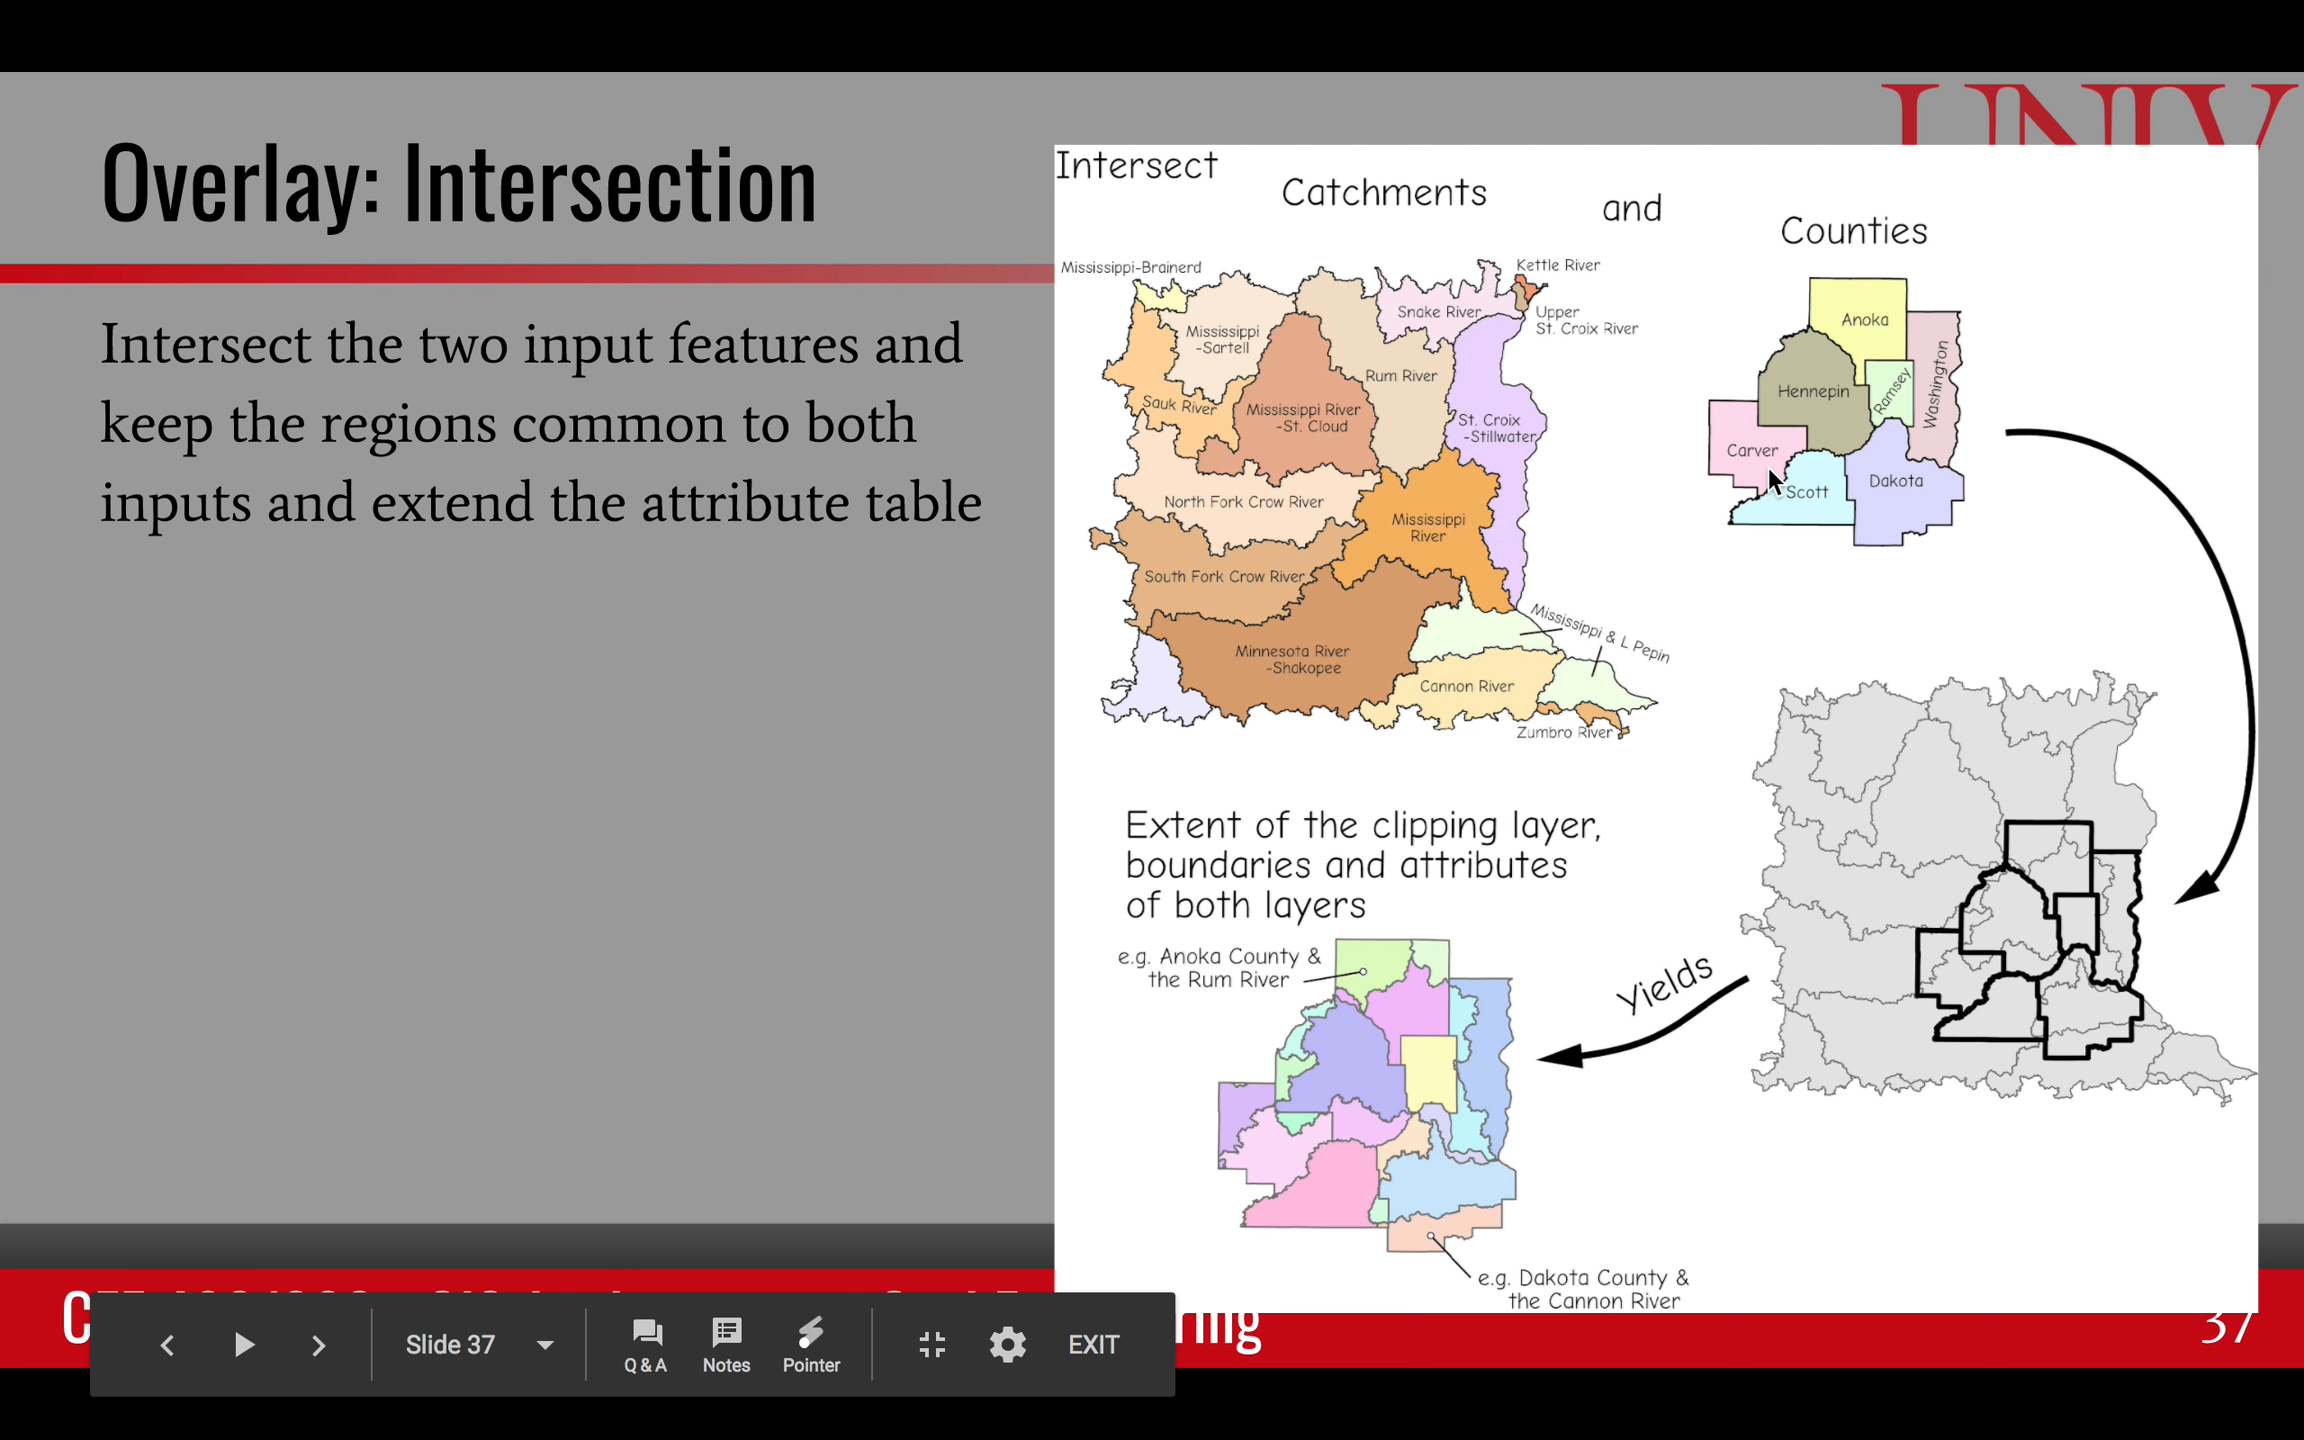 UNLV
Overlay: Intersection
Intersect the two input features and
keep the regions common to both
inputs and extend the attribute table
Intersect
Catchments
and
Counties
Mississippi-Brainerd
Kettle River
Upper
St. Croix River
Snake River
Mississippi
-Sartell
Rum River
Sauk River
Mississippi River
-St. Cloud
St. Croix
-Stillwater
North Fork Crow River
Mississippi
River
South Fork Crow River
Mississippi & L Pepin
Minnesota River
-Shakopee
Cannon River
Zumbro River
Anoka
Washington
Hennepin
Ramsey
Carver
Scott
Dakota
Extent of the clipping layer,
boundaries and attributes
of both layers
e.g. Anoka County &
the Rum River
Yields
e.g. Dakota County &
the Cannon River
37
Slide 37
Q & A
Notes
Pointer
EXIT